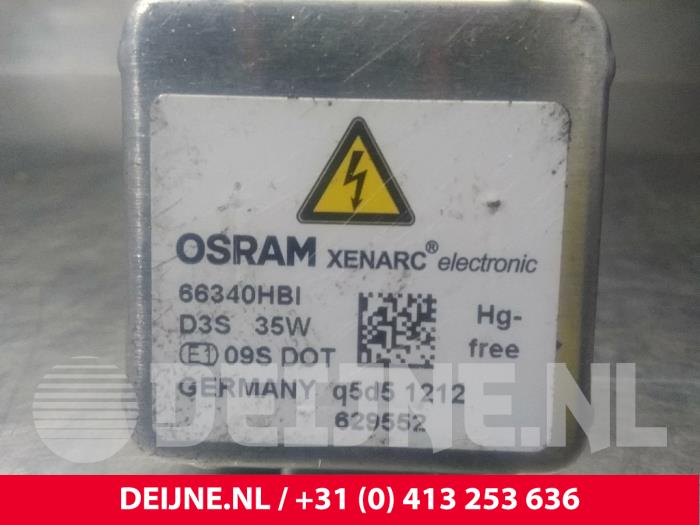 OSRAM XENARC® electronic
66340HBI
D3S 35W
Hg-
free
E1 09S DOT
GERMANY q5d5 1212
629552
DEIJNE.NL
DEIJNE.NL / +31 (0) 413 253 636